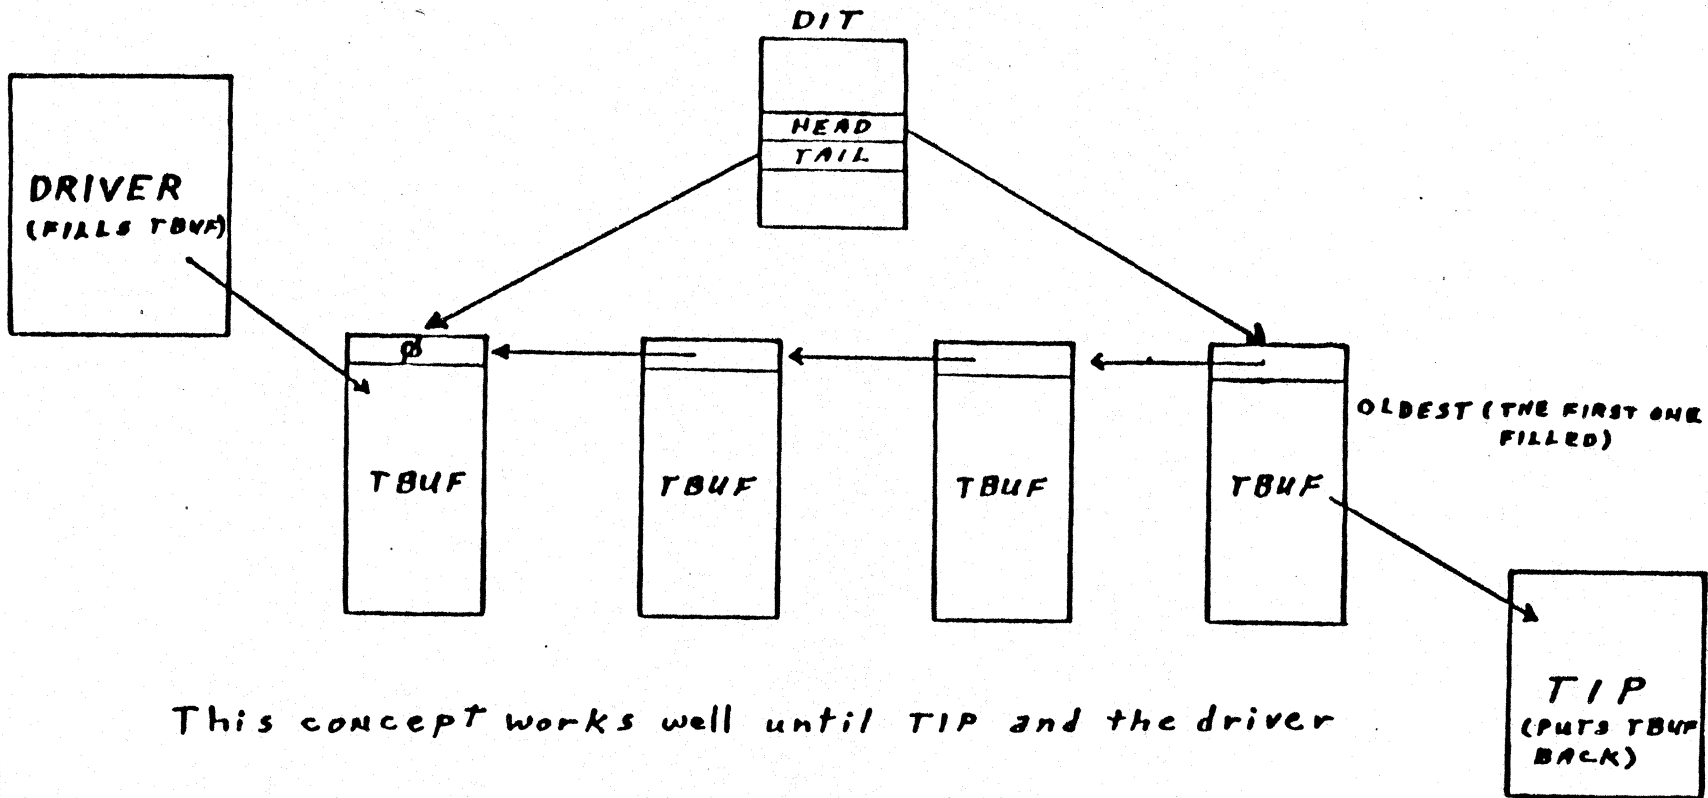 DIT
HEAD
TAIL
DRIVER
(FILLS TBUF)
Ø
TBUF
TBUF
TBUF
TBUF
OLDEST (THE FIRST ONE
FILLED)
TIP
(PUTS TBUF
BACK)
This concept works well until TIP and the driver